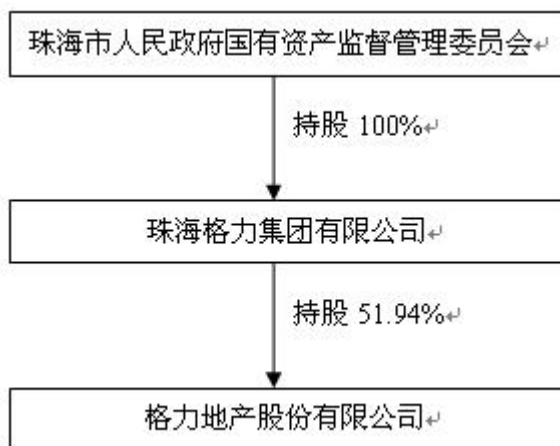 珠海市人民政府国有资产监督管理委员会↵
持股 100%↵
珠海格力集团有限公司↵
持股 51.94%↵
格力地产股份有限公司↵